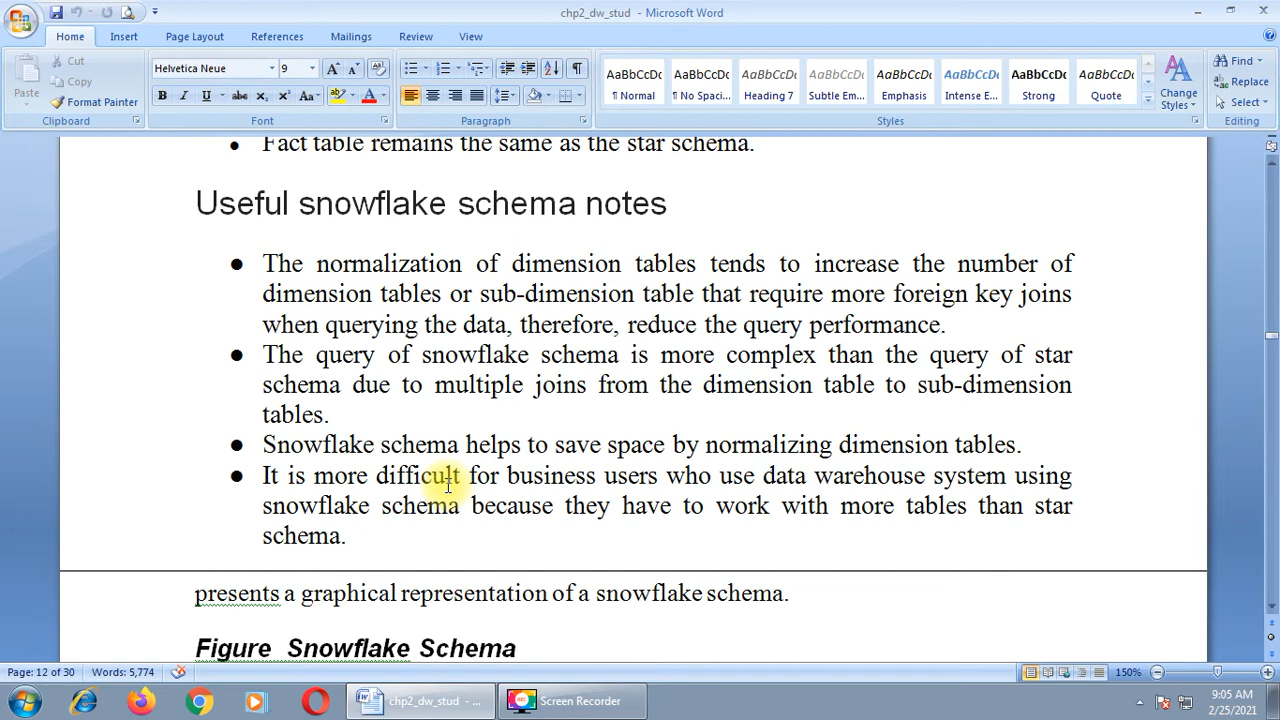 chp2_dw_stud - Microsoft Word
Home Insert Page Layout References Mailings Review View
Paste
Cut
Copy
Format Painter
Clipboard
Helvetica Neue 9
Font
Paragraph
AaBbCcDc AaBbCcDc AaBbCcDc AaBbCcDc AaBbCcDc AaBbCcDc AaBbCcDc AaBbCcDc
¶ Normal ¶ No Spaci... Heading 7 Subtle Em... Emphasis Intense E... Strong Quote
Change Styles
Styles
Find
Replace
Select
Editing
● Fact table remains the same as the star schema.
Useful snowflake schema notes
● The normalization of dimension tables tends to increase the number of
dimension tables or sub-dimension table that require more foreign key joins
when querying the data, therefore, reduce the query performance.
● The query of snowflake schema is more complex than the query of star
schema due to multiple joins from the dimension table to sub-dimension
tables.
● Snowflake schema helps to save space by normalizing dimension tables.
● It is more difficult for business users who use data warehouse system using
snowflake schema because they have to work with more tables than star
schema.
presents a graphical representation of a snowflake schema.
Figure Snowflake Schema
Page: 12 of 30 Words: 5,774 150%
chp2_dw_stud - ... Screen Recorder
9:05 AM
2/25/2021